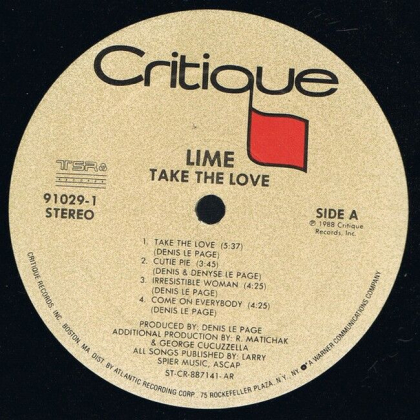 Critique
TSR
RECORDS
LIME
TAKE THE LOVE
91029-1
STEREO
SIDE A
℗ 1988 Critique
Records, Inc.
1. TAKE THE LOVE (5:37)
(DENIS LE PAGE)
2. CUTIE PIE (3:45)
(DENIS & DENYSE LE PAGE)
3. IRRESISTIBLE WOMAN (4:25)
(DENIS LE PAGE)
4. COME ON EVERYBODY (4:25)
(DENIS LE PAGE)
PRODUCED BY: DENIS LE PAGE
ADDITIONAL PRODUCTION BY: R. MATICHAK
& GEORGE CUCUZZELLA
ALL SONGS PUBLISHED BY: LARRY
SPIER MUSIC, ASCAP
ST-CR-887141-AR
CRITIQUE RECORDS, INC. BOSTON, MA. DIST. BY ATLANTIC RECORDING CORP., 75 ROCKEFELLER PLAZA, N.Y., N.Y. A WARNER COMMUNICATIONS COMPANY